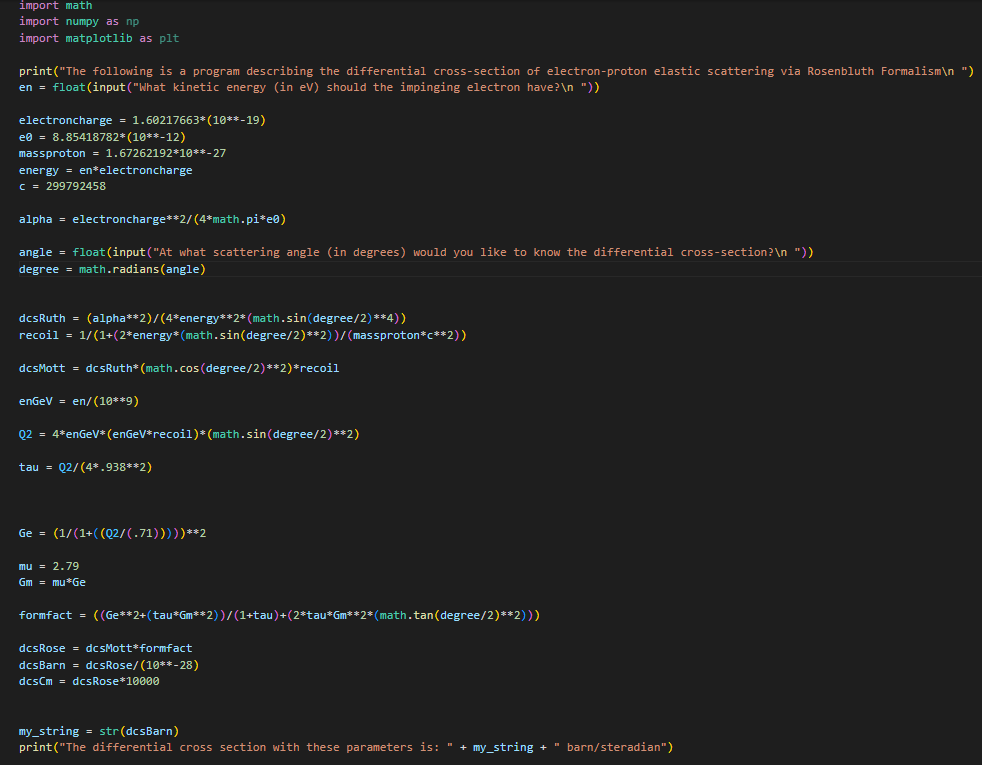 import math
import numpy as np
import matplotlib as plt
print("The following is a program describing the differential cross-section of electron-proton elastic scattering via Rosenbluth Formalism\n ")
en = float(input("What kinetic energy (in eV) should the impinging electron have?\n "))
electroncharge = 1.60217663*(10**-19)
e0 = 8.85418782*(10**-12)
massproton = 1.67262192*10**-27
energy = en*electroncharge
c = 299792458
alpha = electroncharge**2/(4*math.pi*e0)
angle = float(input("At what scattering angle (in degrees) would you like to know the differential cross-section?\n "))
degree = math.radians(angle)
dcsRuth = (alpha**2)/(4*energy**2*(math.sin(degree/2)**4))
recoil = 1/(1+(2*energy*(math.sin(degree/2)**2))/(massproton*c**2))
dcsMott = dcsRuth*(math.cos(degree/2)**2)*recoil
enGeV = en/(10**9)
Q2 = 4*enGeV*(enGeV*recoil)*(math.sin(degree/2)**2)
tau = Q2/(4*.938**2)
Ge = (1/(1+((Q2/(.71)))))**2
mu = 2.79
Gm = mu*Ge
formfact = ((Ge**2+(tau*Gm**2))/(1+tau)+(2*tau*Gm**2*(math.tan(degree/2)**2)))
dcsRose = dcsMott*formfact
dcsBarn = dcsRose/(10**-28)
dcsCm = dcsRose*10000
my_string = str(dcsBarn)
print("The differential cross section with these parameters is: " + my_string + " barn/steradian")